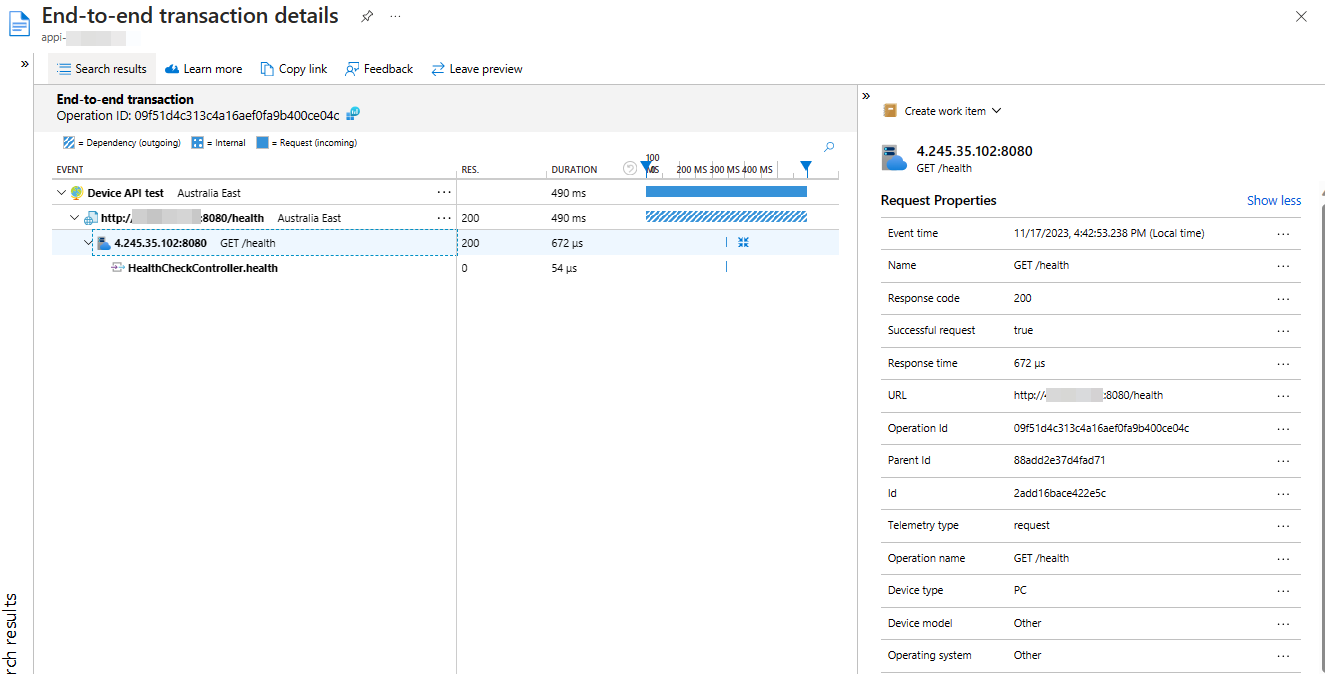 End-to-end transaction details
appi-
Search results Learn more Copy link Feedback Leave preview
End-to-end transaction
Operation ID: 09f51d4c313c4a16aef0fa9b400ce04c
= Dependency (outgoing) = Internal = Request (incoming)
EVENT RES. DURATION 100 MS 200 MS 300 MS 400 MS
Device API test Australia East ... 490 ms
http:/ :8080/health Australia East ... 200 490 ms
4.245.35.102:8080 GET /health 200 672 µs
HealthCheckController.health 0 54 µs
rch results
Create work item
4.245.35.102:8080
GET /health
Request Properties Show less
Event time 11/17/2023, 4:42:53.238 PM (Local time) ...
Name GET /health ...
Response code 200 ...
Successful request true ...
Response time 672 µs ...
URL http:// :8080/health ...
Operation Id 09f51d4c313c4a16aef0fa9b400ce04c ...
Parent Id 88add2e37d4fad71 ...
Id 2add16bace422e5c ...
Telemetry type request ...
Operation name GET /health ...
Device type PC ...
Device model Other ...
Operating system Other ...